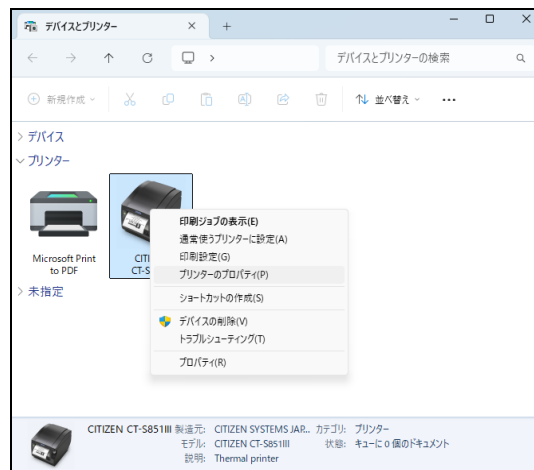 デバイスとプリンター
デバイスとプリンターの検索
新規作成
並べ替え
デバイス
プリンター
Microsoft Print
to PDF
CITI
CT-S
印刷ジョブの表示(E)
通常使うプリンターに設定(A)
印刷設定(G)
プリンターのプロパティ(P)
ショートカットの作成(S)
デバイスの削除(V)
トラブルシューティング(T)
プロパティ(R)
未指定
CITIZEN CT-S851III 製造元: CITIZEN SYSTEMS JAR... カテゴリ: プリンター
モデル: CITIZEN CT-S851III 状態: キューに 0 個のドキュメント
説明: Thermal printer